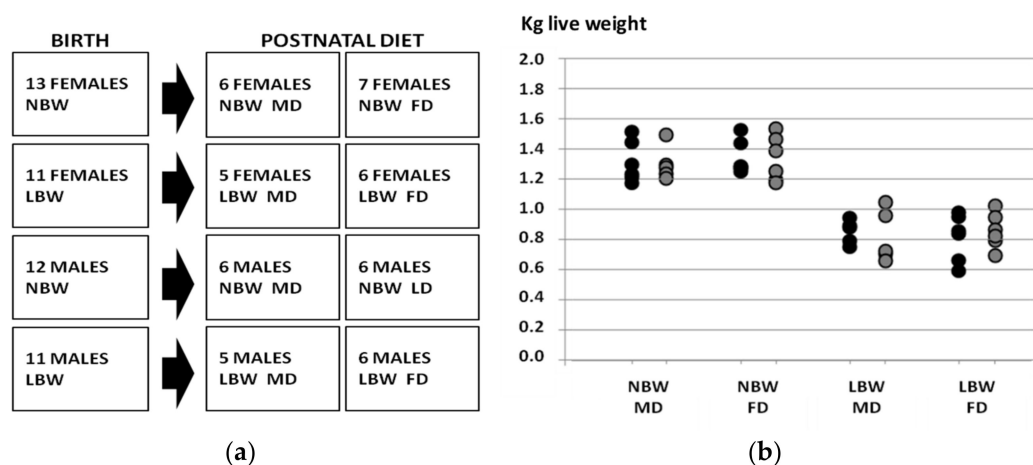 BIRTH
POSTNATAL DIET
13 FEMALES
NBW
6 FEMALES
NBW MD
7 FEMALES
NBW FD
11 FEMALES
LBW
5 FEMALES
LBW MD
6 FEMALES
LBW FD
12 MALES
NBW
6 MALES
NBW MD
6 MALES
NBW LD
11 MALES
LBW
5 MALES
LBW MD
6 MALES
LBW FD
(a)
Kg live weight
2.0
1.8
1.6
1.4
1.2
1.0
0.8
0.6
0.4
0.2
0.0
NBW
MD
NBW
FD
LBW
MD
LBW
FD
(b)